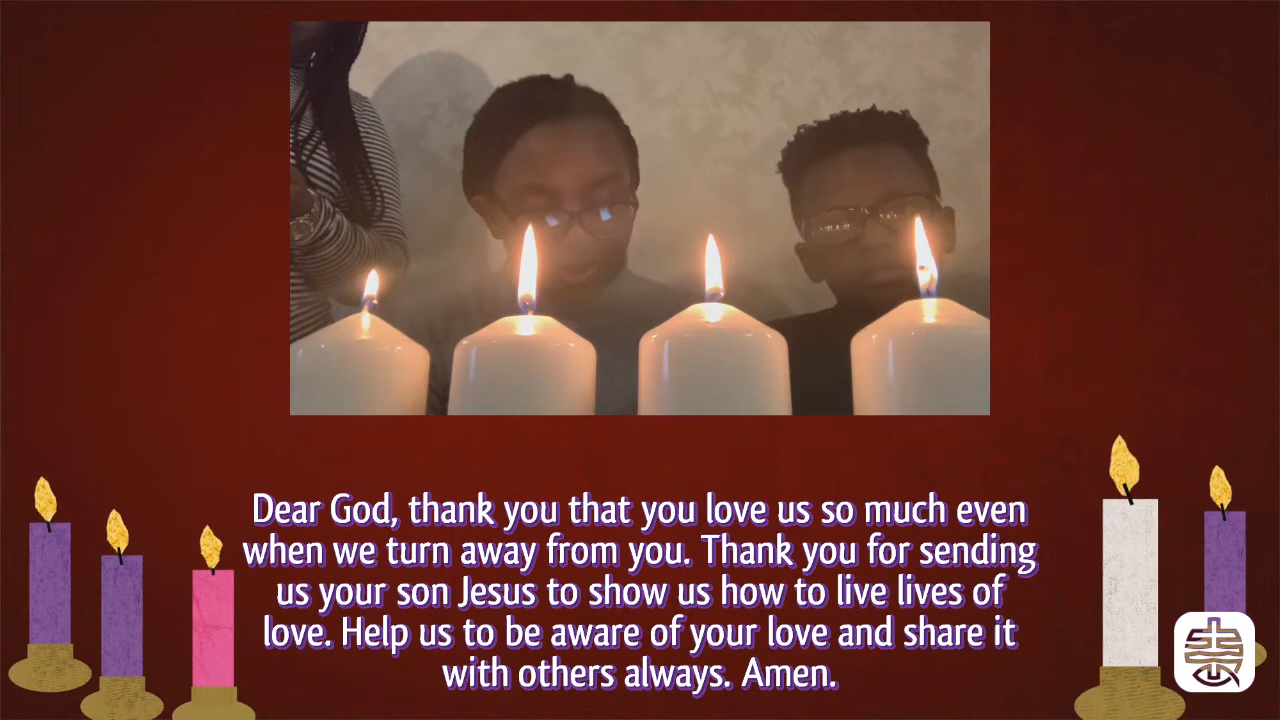 Dear God, thank you that you love us so much even
when we turn away from you. Thank you for sending
us your son Jesus to show us how to live lives of
love. Help us to be aware of your love and share it
with others always. Amen.